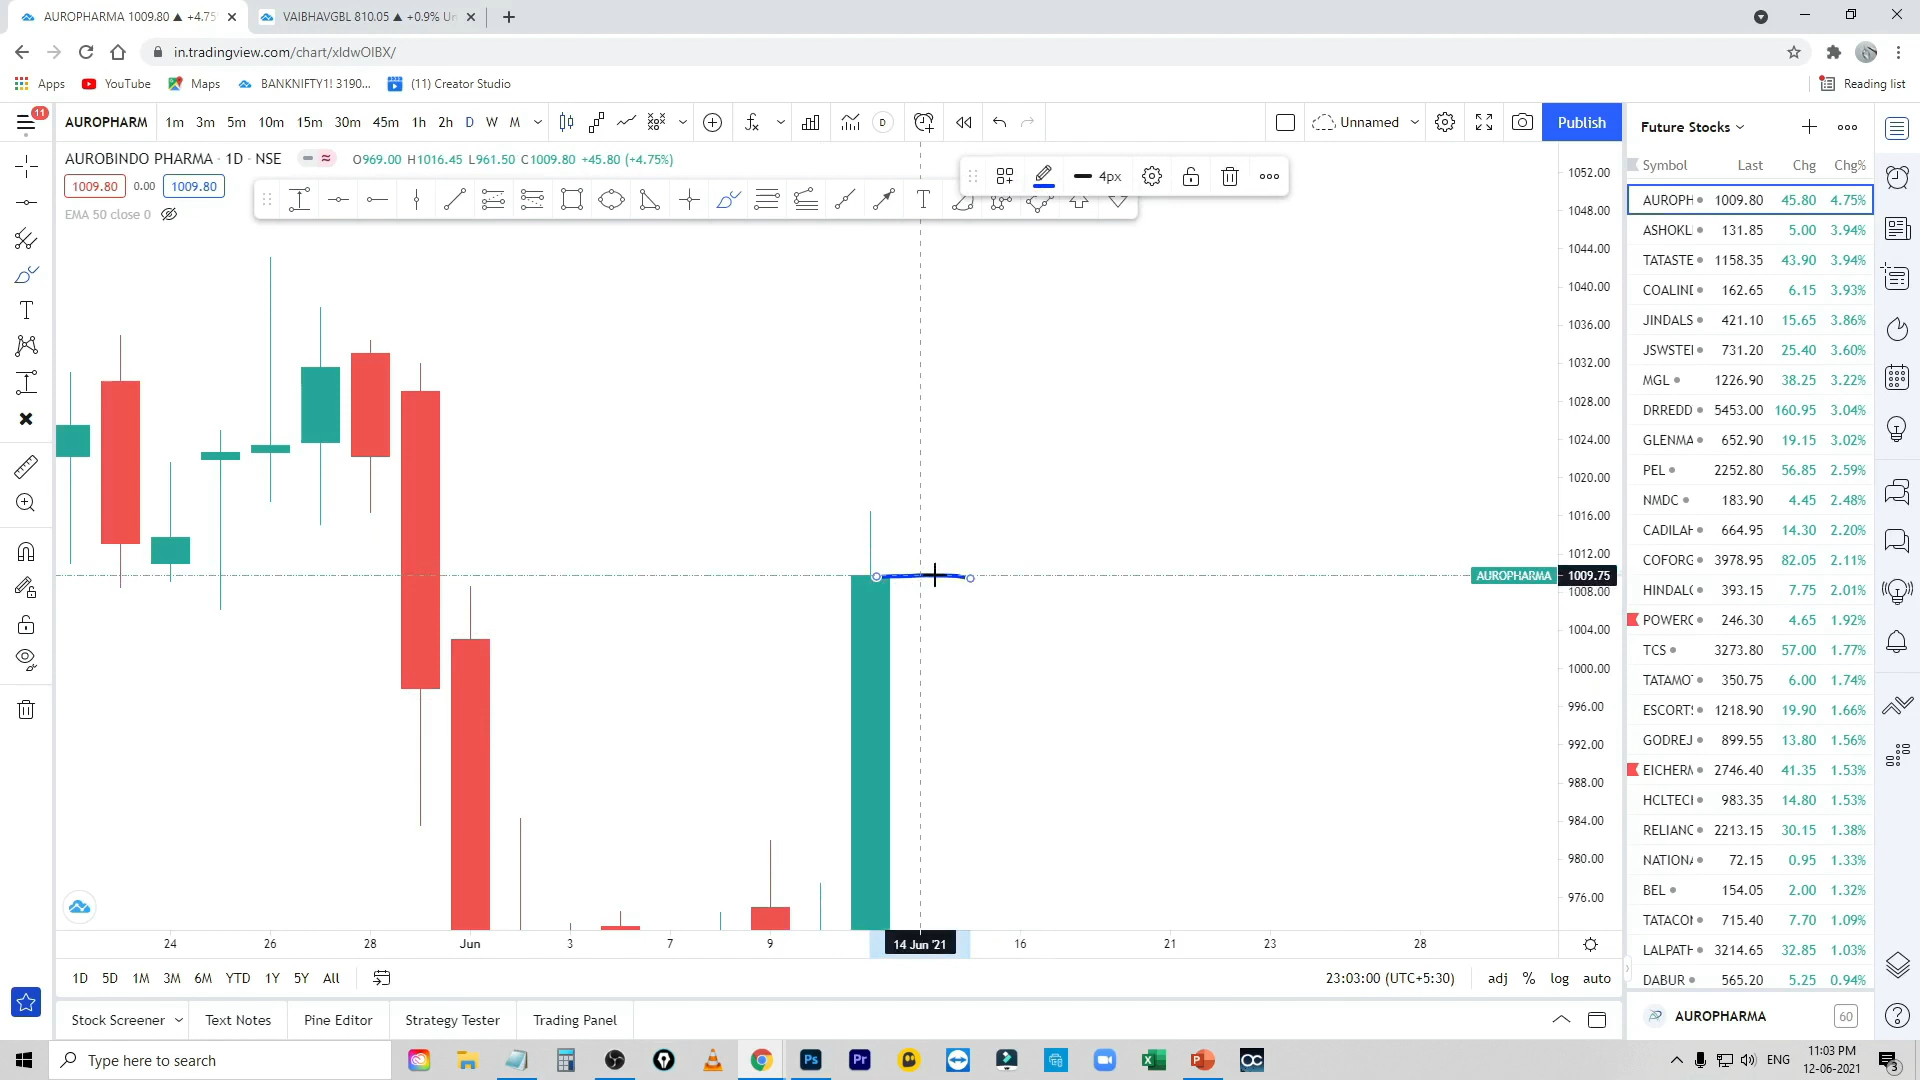 AUROPHARMA 1009.80 ▲ +4.75
VAIBHAVGBL 810.05 ▲ +0.9% Un
in.tradingview.com/chart/xIdwOIBX/
Apps YouTube Maps BANKNIFTY1! 3190... (11) Creator Studio Reading list
11
AUROPHARM 1m 3m 5m 10m 15m 30m 45m 1h 2h D W M D Unnamed Publish
Future Stocks
AUROBINDO PHARMA · 1D · NSE O969.00 H1016.45 L961.50 C1009.80 +45.80 (+4.75%)
1009.80 0.00 1009.80
EMA 50 close 0
4px
Symbol Last Chg Chg%
AUROPH 1009.80 45.80 4.75%
ASHOKL 131.85 5.00 3.94%
TATASTE 1158.35 43.90 3.94%
COALIND 162.65 6.15 3.93%
JINDALS 421.10 15.65 3.86%
JSWSTEI 731.20 25.40 3.60%
MGL 1226.90 38.25 3.22%
DRREDD 5453.00 160.95 3.04%
GLENMA 652.90 19.15 3.02%
PEL 2252.80 56.85 2.59%
NMDC 183.90 4.45 2.48%
CADILAH 664.95 14.30 2.20%
COFORG 3978.95 82.05 2.11%
HINDALC 393.15 7.75 2.01%
POWERG 246.30 4.65 1.92%
TCS 3273.80 57.00 1.77%
TATAMO 350.75 6.00 1.74%
ESCORTS 1218.90 19.90 1.66%
GODREJ 899.55 13.80 1.56%
EICHERM 2746.40 41.35 1.53%
HCLTECH 983.35 14.80 1.53%
RELIANC 2213.15 30.15 1.38%
NATIONA 72.15 0.95 1.33%
BEL 154.05 2.00 1.32%
TATACON 715.40 7.70 1.09%
LALPATH 3214.65 32.85 1.03%
DABUR 565.20 5.25 0.94%
1052.00
1048.00
1044.00
1040.00
1036.00
1032.00
1028.00
1024.00
1020.00
1016.00
1012.00
AUROPHARMA 1009.75
1008.00
1004.00
1000.00
996.00
992.00
988.00
984.00
980.00
976.00
24 26 28 Jun 3 7 9 14 Jun '21 16 21 23 28
1D 5D 1M 3M 6M YTD 1Y 5Y All 23:03:00 (UTC+5:30) adj % log auto
Stock Screener Text Notes Pine Editor Strategy Tester Trading Panel
AUROPHARMA 60
Type here to search
ENG
11:03 PM
12-06-2021
3